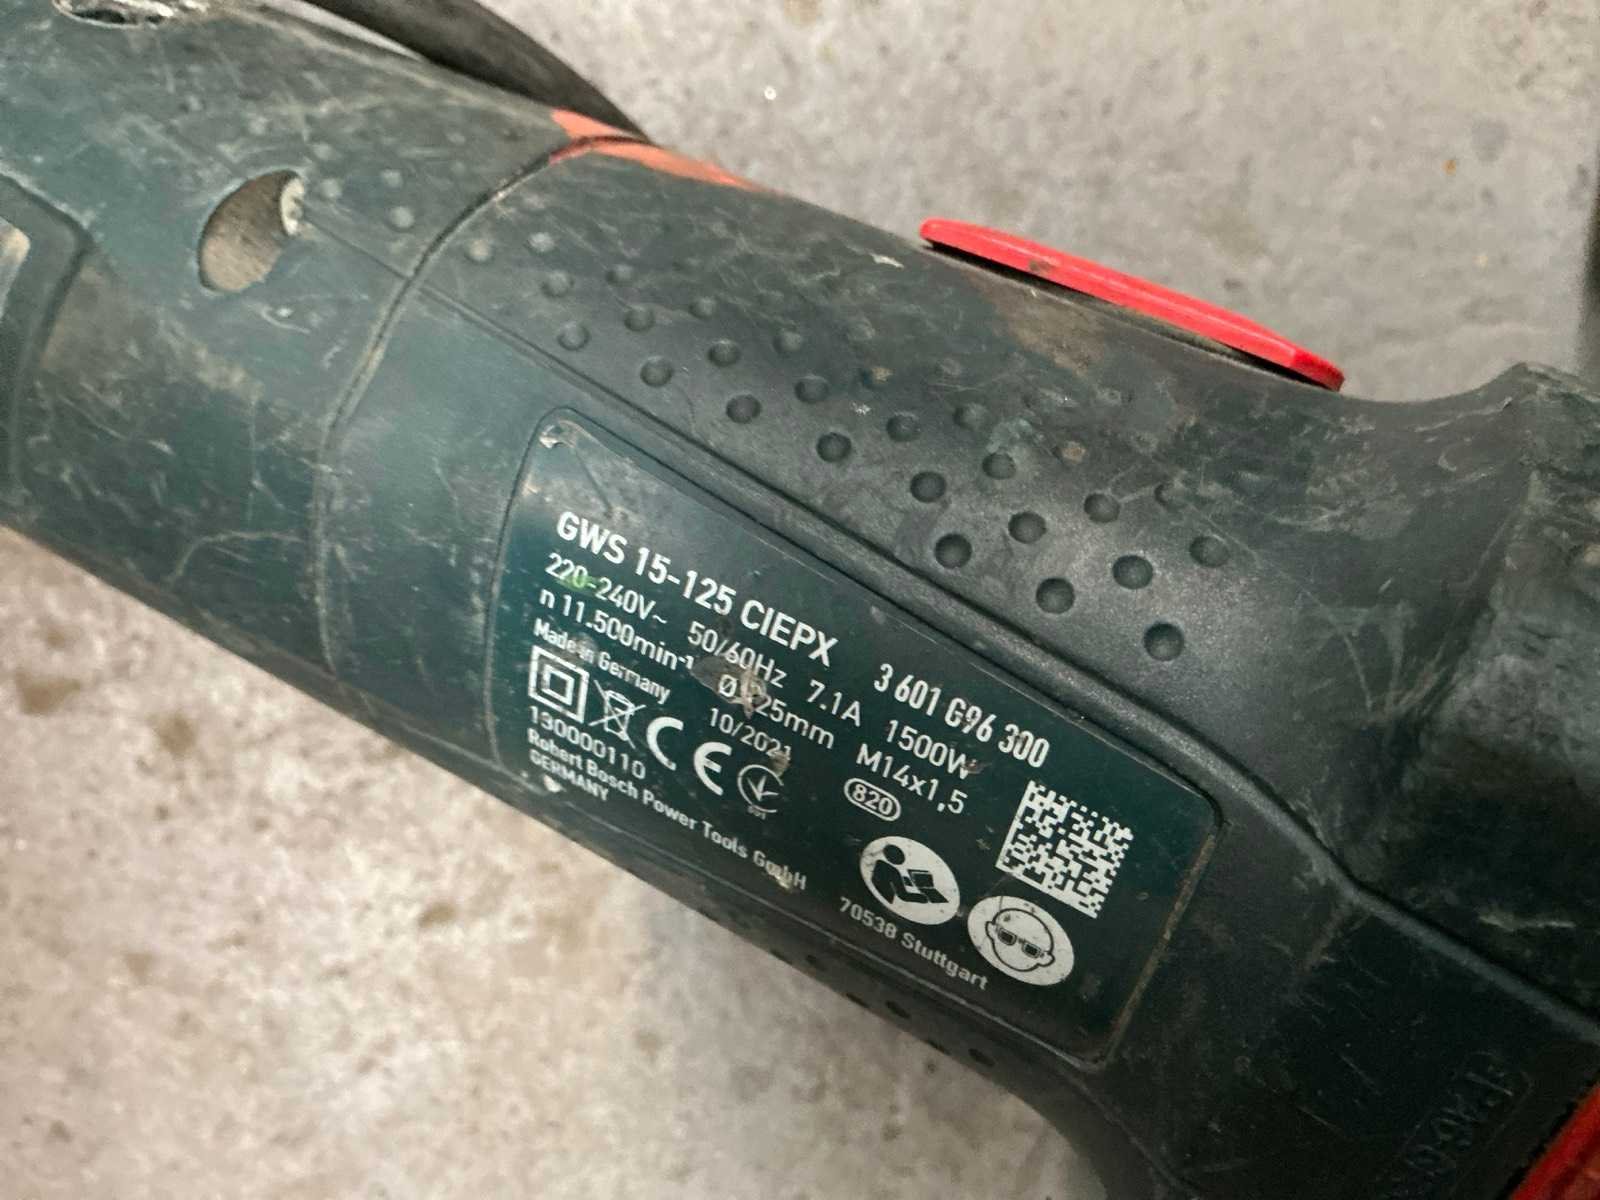 GWS 15-125 CIEPX 3 601 G96 300
220-240V~ 50/60Hz 7.1A 1500W
n 11.500min⁻¹ Ø125mm M14x1,5
Made in Germany 10/2021 820
CE
130000110
Robert Bosch Power Tools GmbH 70538 Stuttgart
GERMANY